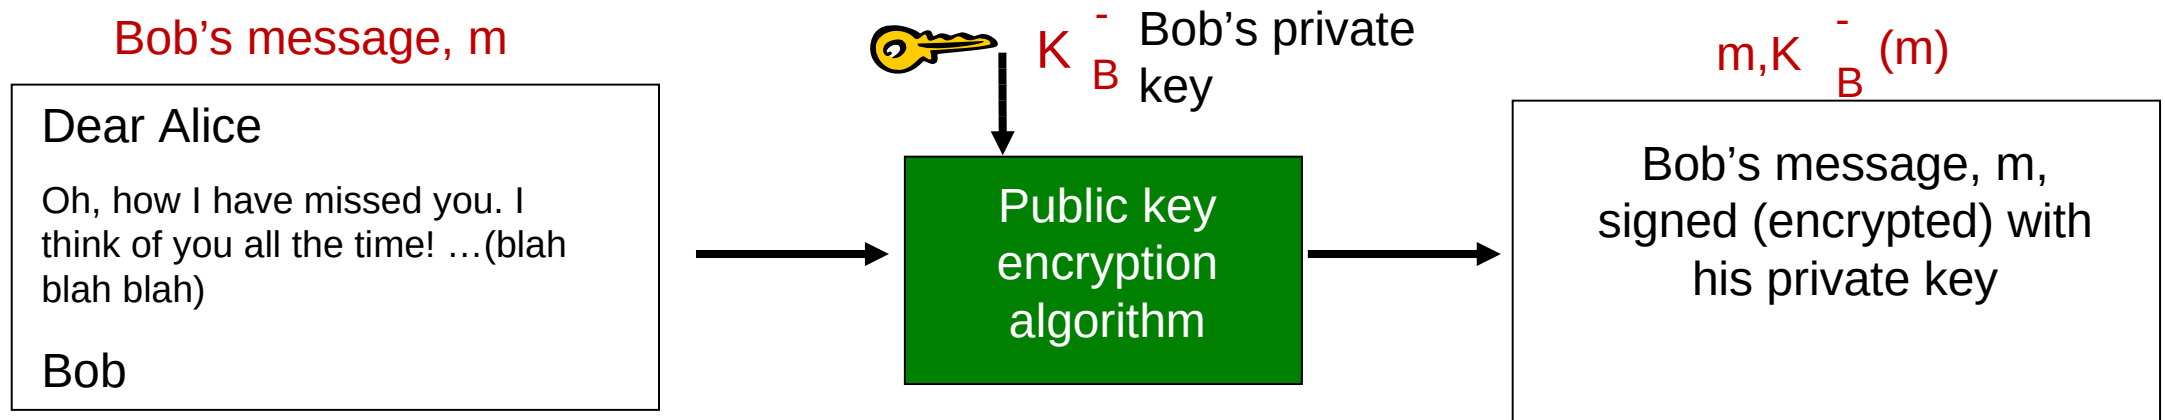 Bob’s message, m
Dear Alice
Oh, how I have missed you. I
think of you all the time! …(blah
blah blah)
Bob
K - B
Bob’s private
key
Public key
encryption
algorithm
m,K - B (m)
Bob’s message, m,
signed (encrypted) with
his private key